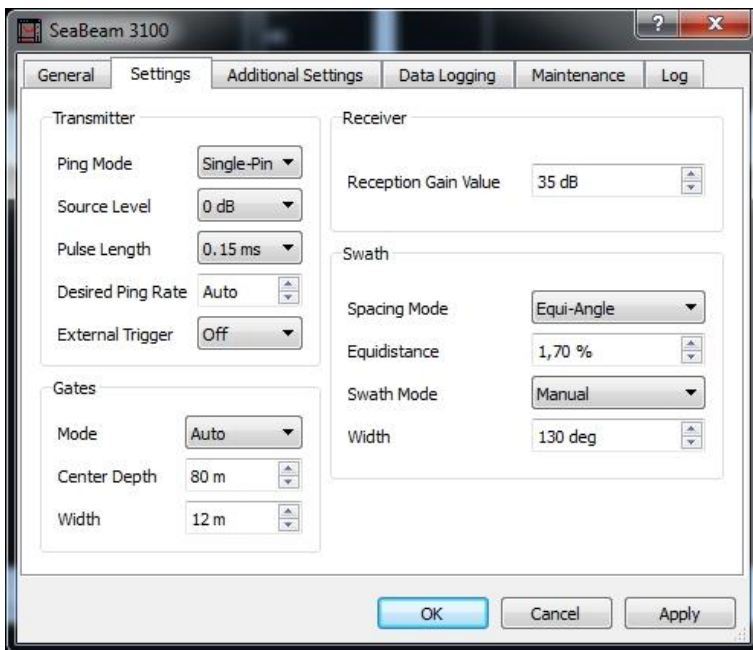 SeaBeam 3100
General Settings Additional Settings Data Logging Maintenance Log
Transmitter
Ping Mode Single-Pin
Source Level 0 dB
Pulse Length 0.15 ms
Desired Ping Rate Auto
External Trigger Off
Gates
Mode Auto
Center Depth 80 m
Width 12 m
Receiver
Reception Gain Value 35 dB
Swath
Spacing Mode Equi-Angle
Equidistance 1,70 %
Swath Mode Manual
Width 130 deg
OK Cancel Apply